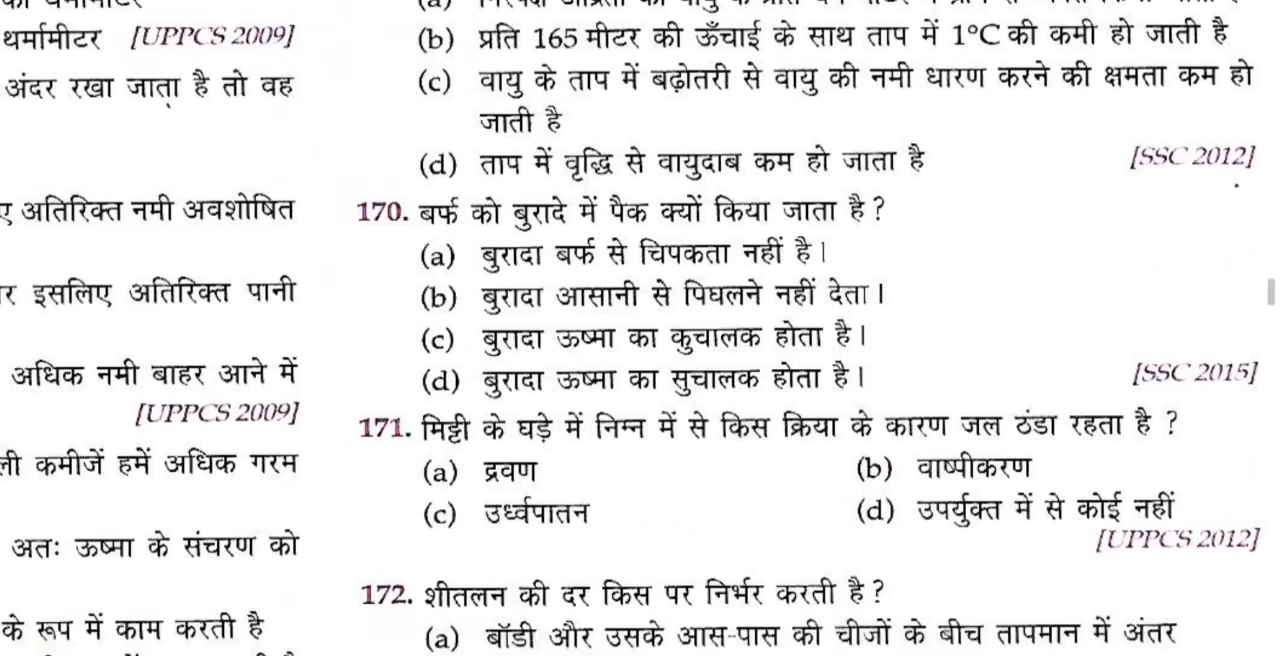 थर्मामीटर [UPPCS 2009]
अंदर रखा जाता है तो वह
अतिरिक्त नमी अवशोषित
इसलिए अतिरिक्त पानी
अधिक नमी बाहर आने में
[UPPCS 2009]
कमीजें हमें अधिक गरम
अतः ऊष्मा के संचरण को
के रूप में काम करती है
(b) प्रति 165 मीटर की ऊँचाई के साथ ताप में 1°C की कमी हो जाती है
(c) वायु के ताप में बढ़ोतरी से वायु की नमी धारण करने की क्षमता कम हो
जाती है
(d) ताप में वृद्धि से वायुदाब कम हो जाता है [SSC 2012]
170. बर्फ को बुरादे में पैक क्यों किया जाता है ?
(a) बुरादा बर्फ से चिपकता नहीं है।
(b) बुरादा आसानी से पिघलने नहीं देता।
(c) बुरादा ऊष्मा का कुचालक होता है।
(d) बुरादा ऊष्मा का सुचालक होता है। [SSC 2015]
171. मिट्टी के घड़े में निम्न में से किस क्रिया के कारण जल ठंडा रहता है ?
(a) द्रवण (b) वाष्पीकरण
(c) उर्ध्वपातन (d) उपर्युक्त में से कोई नहीं
[UPPCS 2012]
172. शीतलन की दर किस पर निर्भर करती है ?
(a) बॉडी और उसके आस-पास की चीजों के बीच तापमान में अंतर